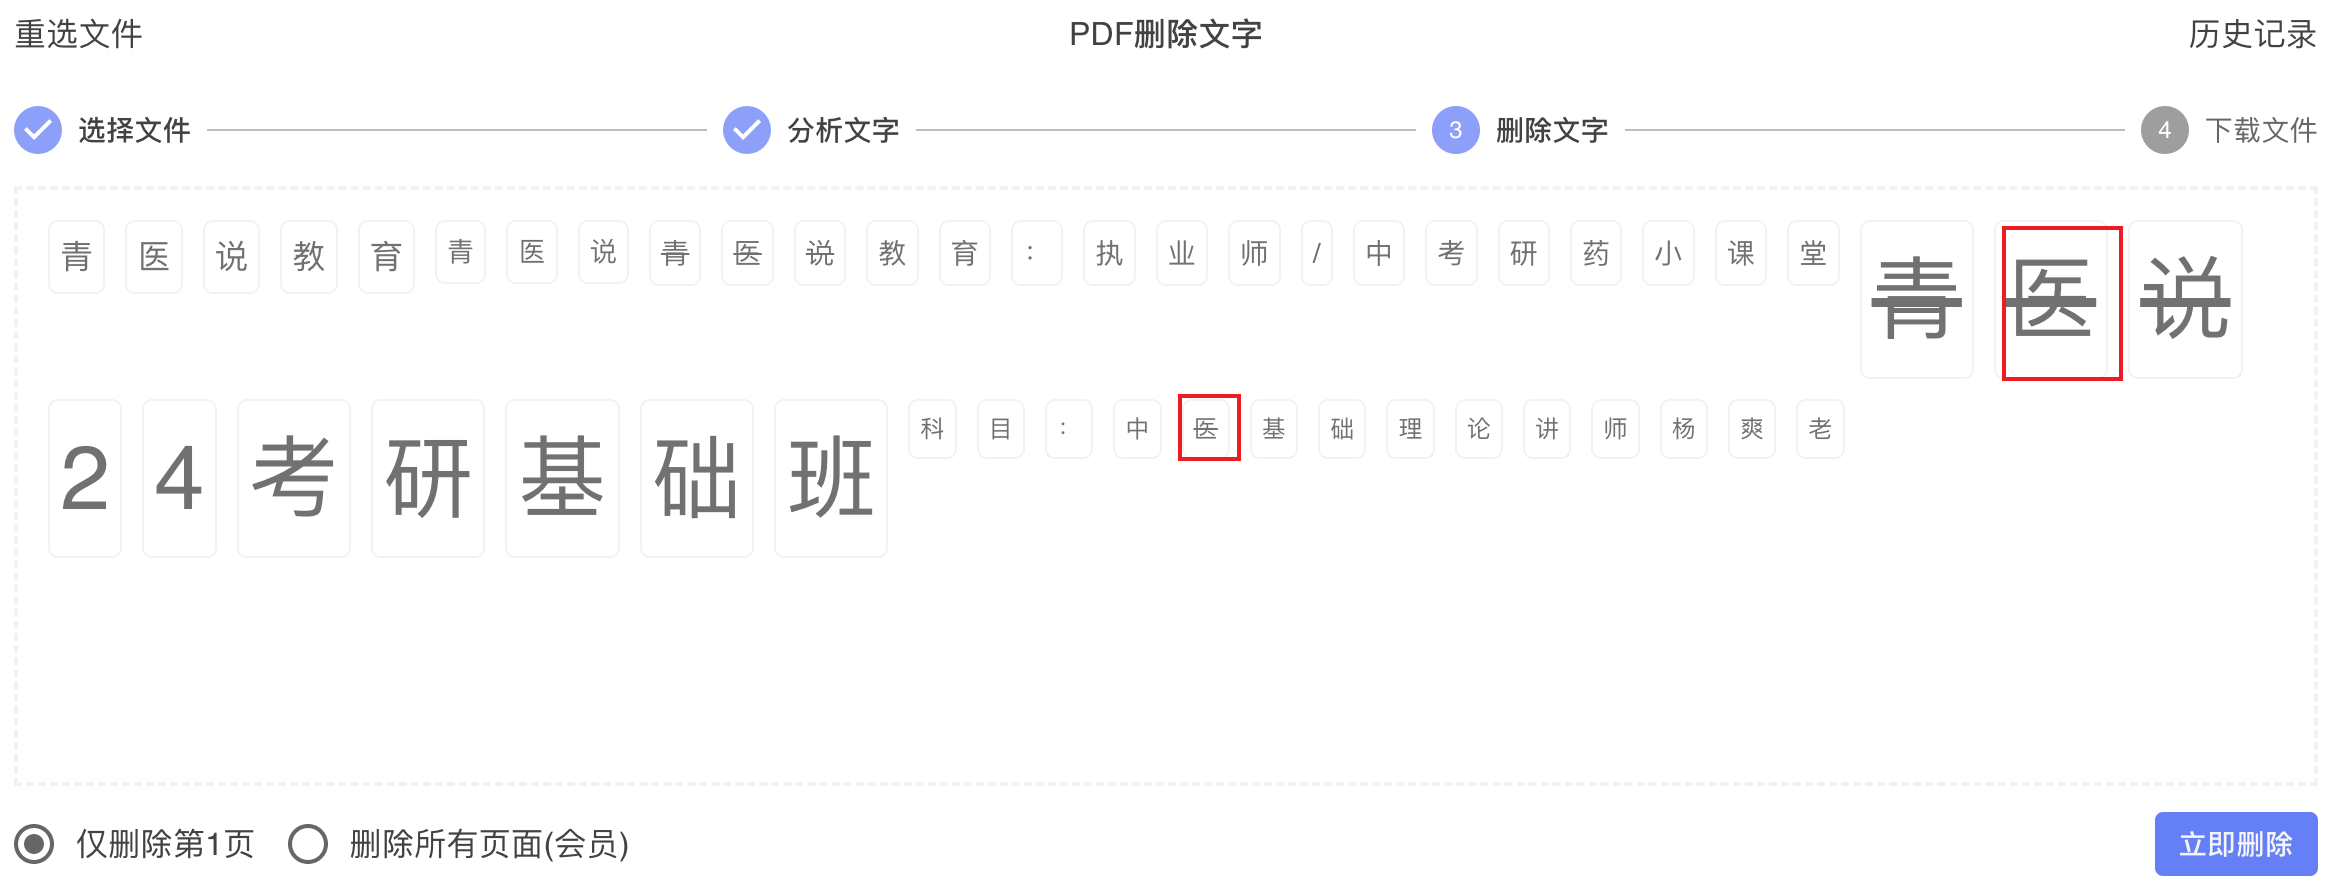 重选文件 PDF删除文字 历史记录
选择文件 分析文字 3 删除文字 4 下载文件
青 医 说 教 育 青 医 说 青 医 说 教 育 : 执 业 师 / 中 考 研 药 小 课 堂 青 医 说
2 4 考 研 基 础 班 科 目 : 中 医 基 础 理 论 讲 师 杨 爽 老
仅删除第1页 删除所有页面(会员) 立即删除